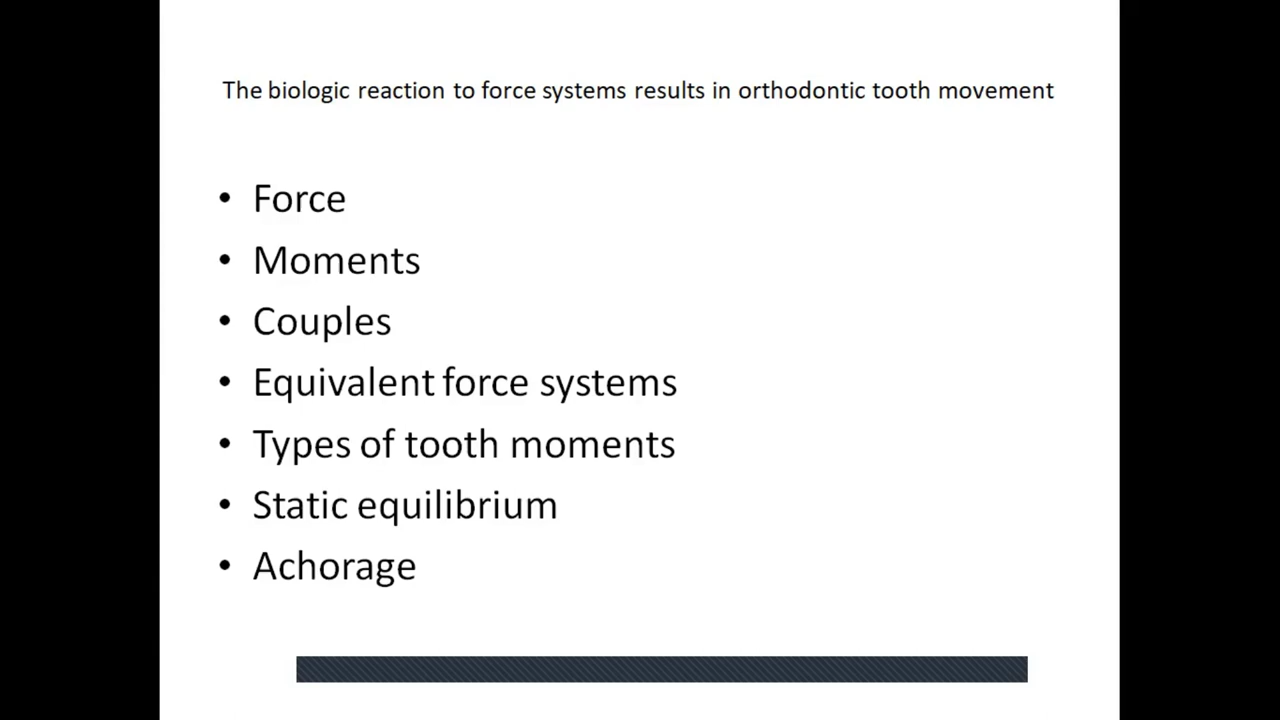 The biologic reaction to force systems results in orthodontic tooth movement
• Force
• Moments
• Couples
• Equivalent force systems
• Types of tooth moments
• Static equilibrium
• Achorage